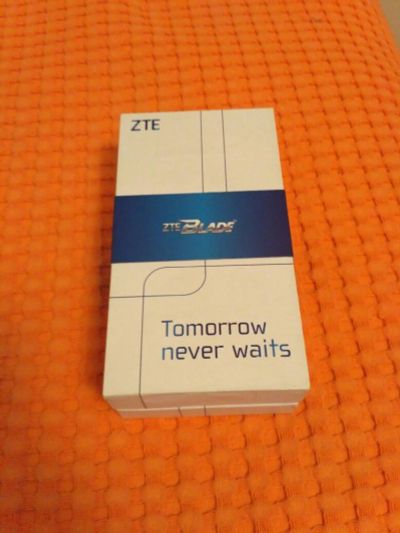 ZTE
ZTE BLADE
Tomorrow
never waits